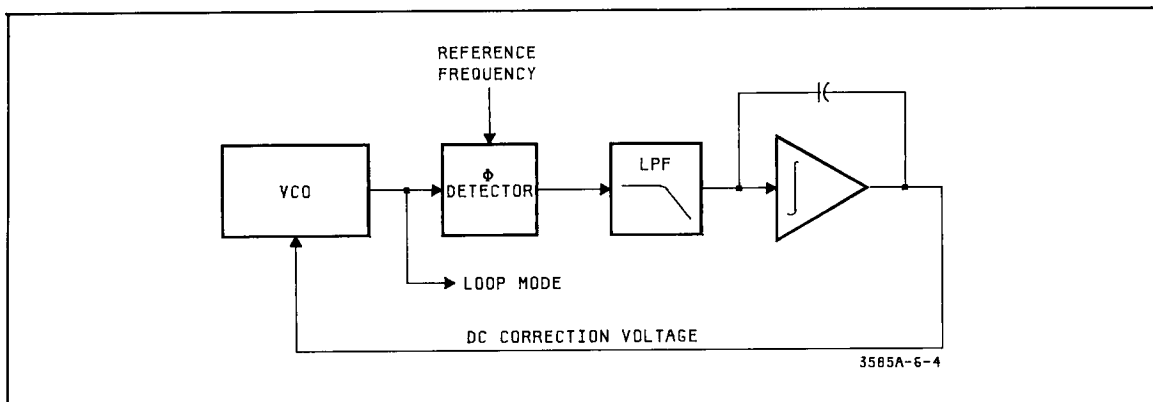 REFERENCE
FREQUENCY
VCO
Φ
DETECTOR
LPF
LOOP MODE
DC CORRECTION VOLTAGE
3585A-6-4